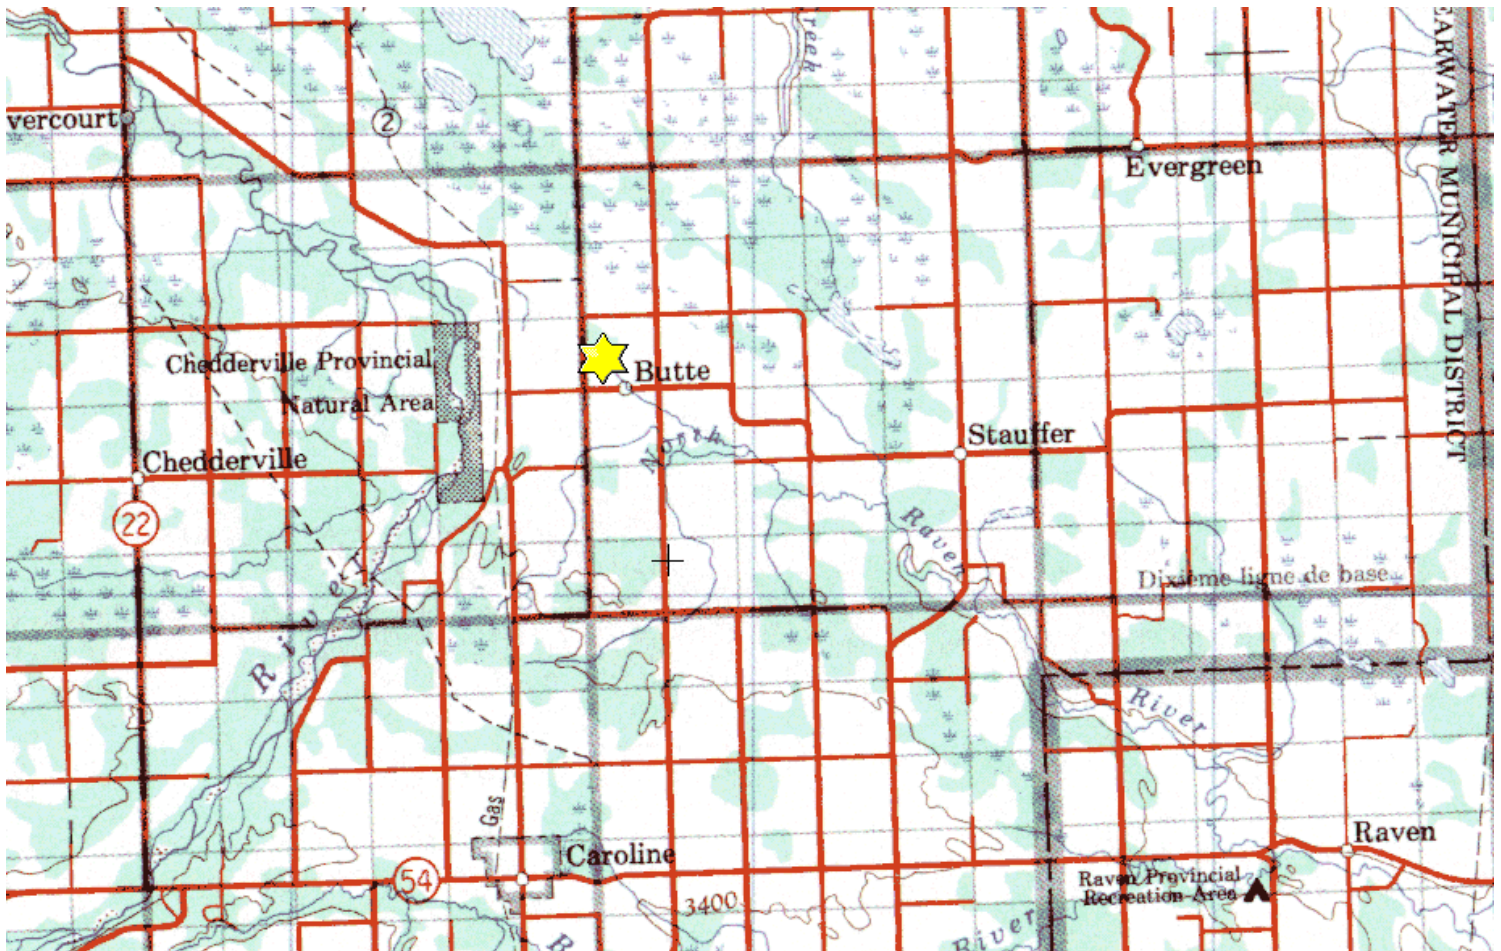 reek
EARWATER MUNICIPAL DISTRICT
vercourt
2
Evergreen
Chedderville Provincial
Natural Area
Butte
North
Stauffer
Chedderville
22
Raven
River
Dixième ligne de base
River
Gas
Caroline
Raven
54
3400
Raven Provincial
Recreation Area
River
R